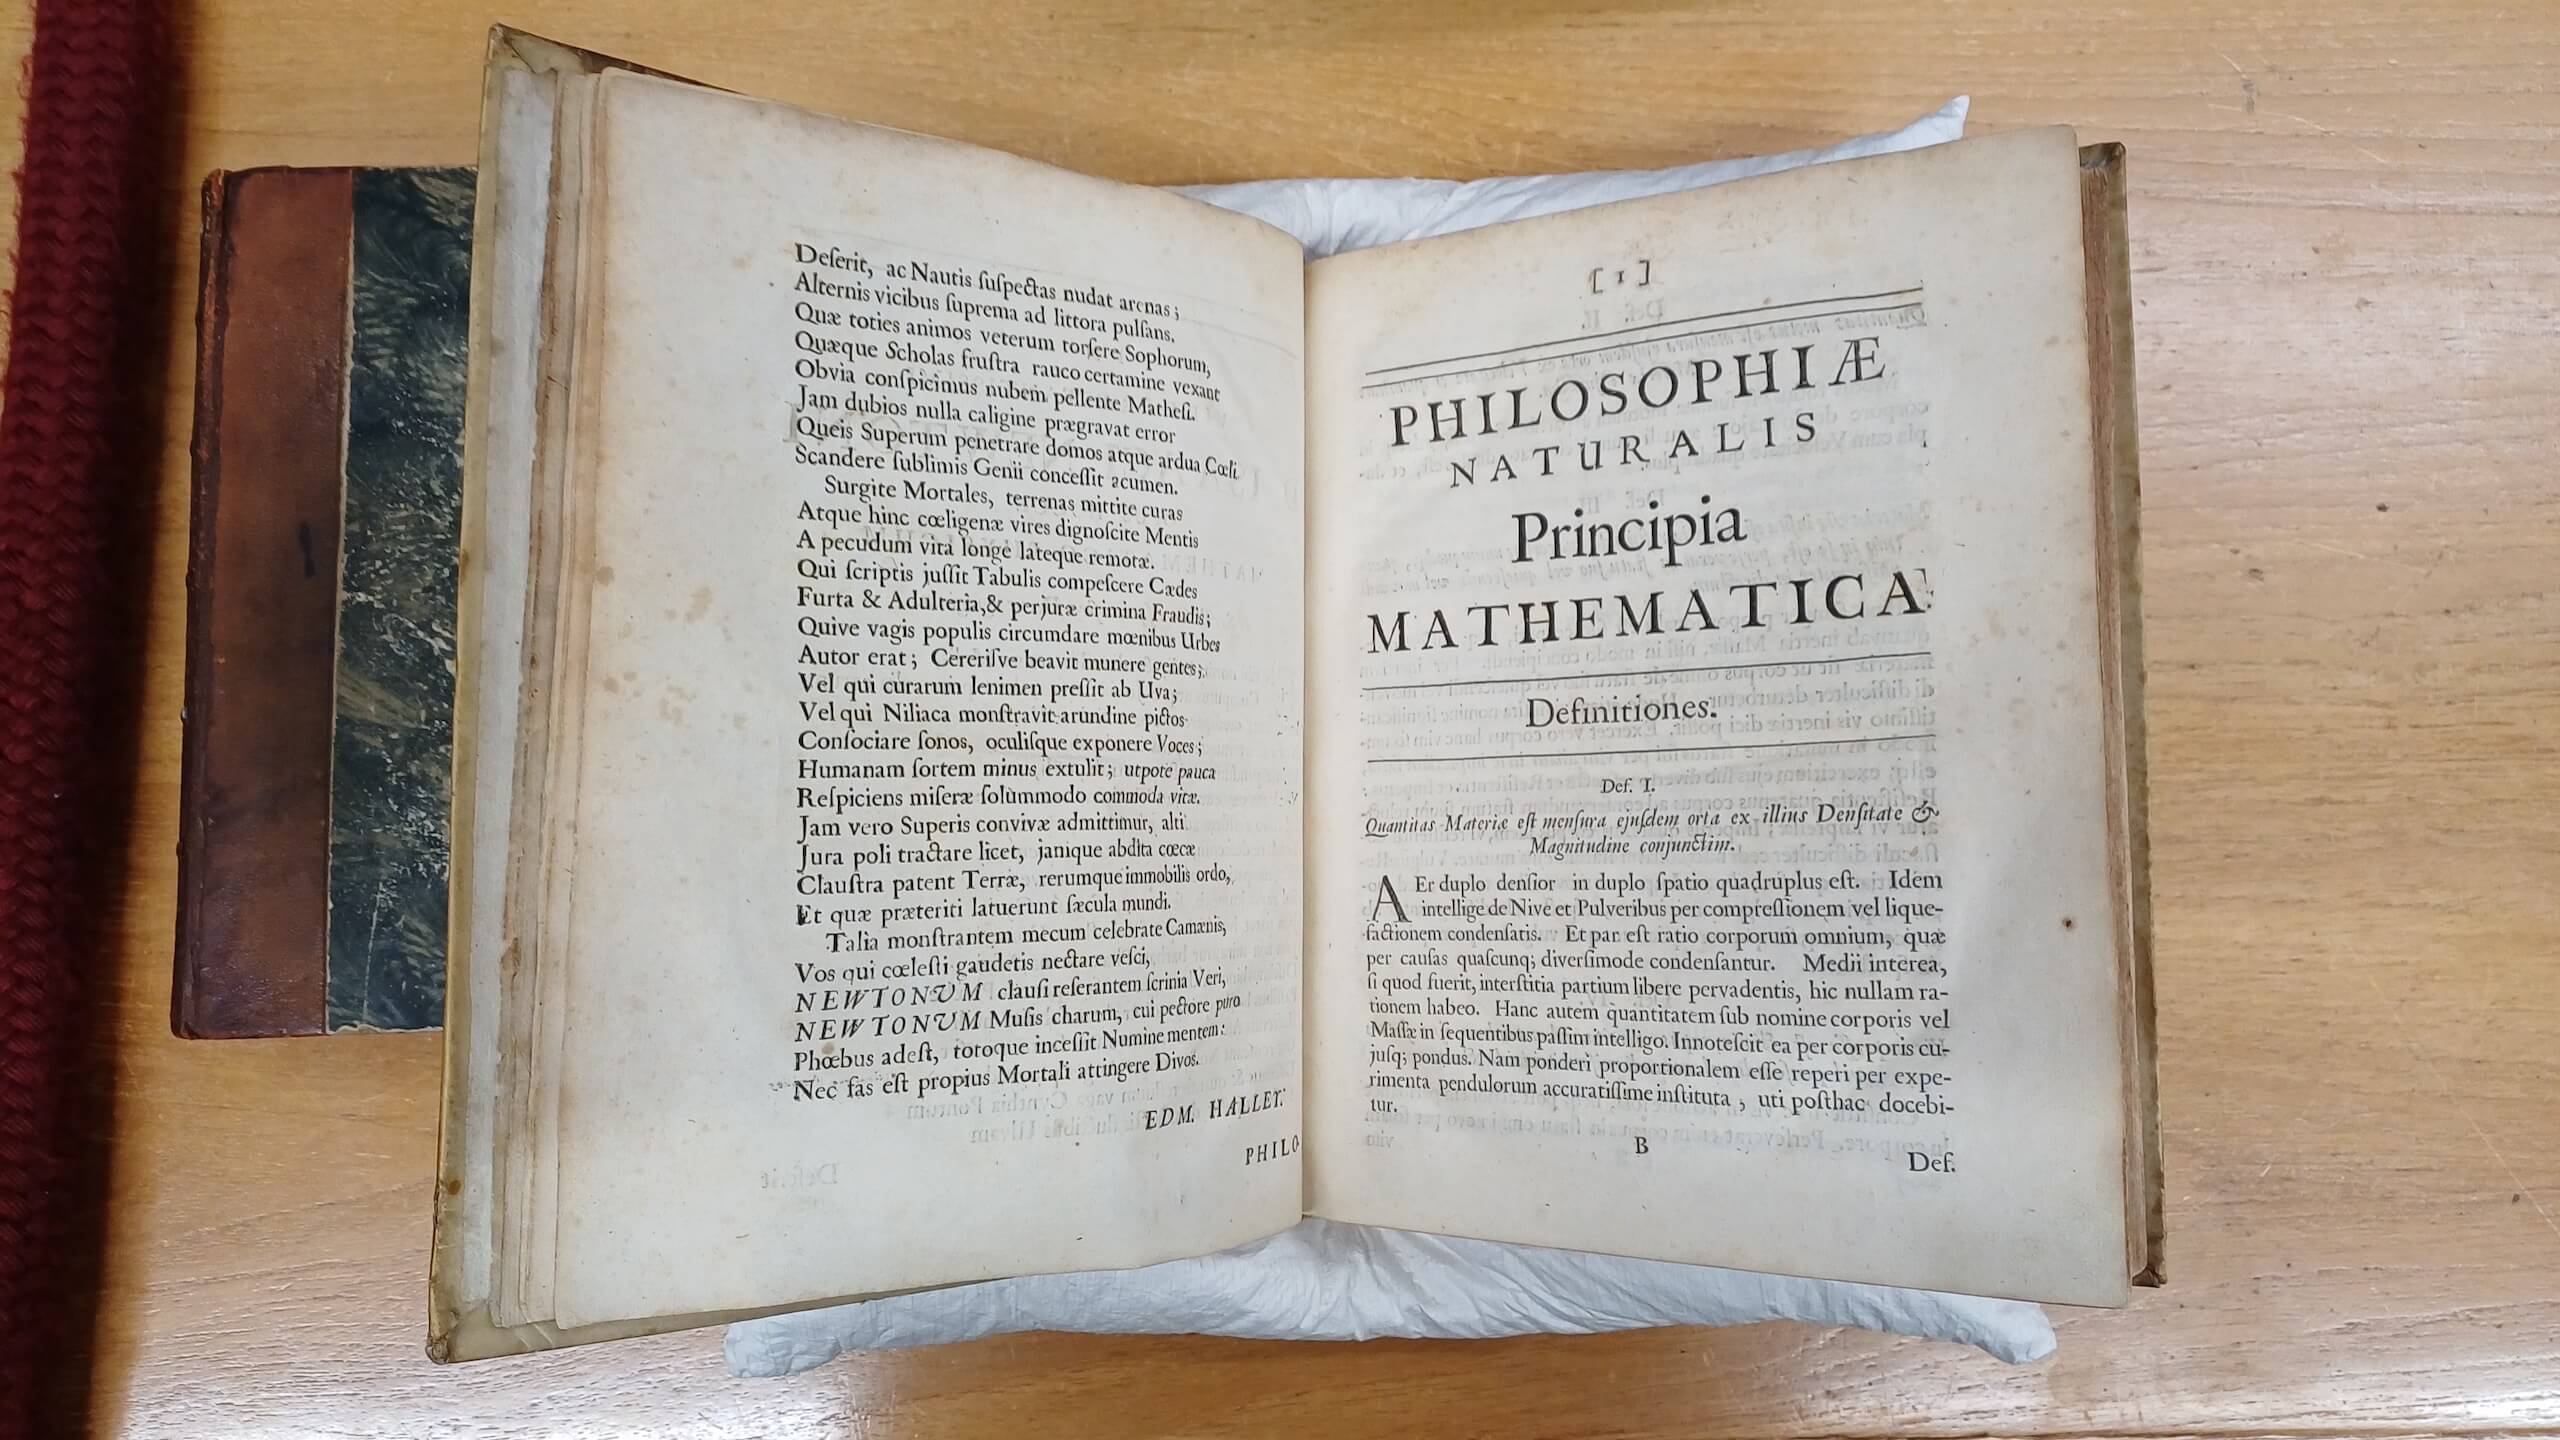 Deſerit, ac Nautis ſuſpectas nudat arenas;
Alternis vicibus ſuprema ad littora pulſans.
Quæ toties animos veterum torſere Sophorum,
Quæque Scholas fruſtra rauco certamine vexant
Obvia conſpicimus nubem pellente Matheſi.
Jam dubios nulla caligine prægravat error
Queis Superum penetrare domos atque ardua Cœli
Scandere ſublimis Genii conceſſit acumen.
Surgite Mortales, terrenas mittite curas
Atque hinc cœligenæ vires dignoſcite Mentis
A pecudum vita longe lateque remotæ.
Qui ſcriptis juſſit Tabulis compeſcere Cædes
Furta & Adulteria, & perjuræ crimina Fraudis;
Quive vagis populis circumdare mœnibus Urbes
Autor erat; Cereriſve beavit munere gentes;
Vel qui curarum lenimen preſſit ab Uva;
Vel qui Niliaca monſtravit arundine pictos
Conſociare ſonos, oculiſque exponere Voces;
Humanam ſortem minus extulit; utpote pauca
Reſpiciens miſeræ ſolummodo commoda vitæ.
Jam vero Superis convivæ admittimur, alti
Jura poli tractare licet, janique abdita cœcæ
Clauſtra patent Terræ, rerumque immobilis ordo,
Et quæ præteriti latuerunt ſæcula mundi.
Talia monſtrantem mecum celebrate Camænis,
Vos qui cœleſti gaudetis nectare veſci,
NEWTONUM clauſi reſerantem ſcrinia Veri,
NEWTONUM Muſis charum, cui pectore puro
Phœbus adeſt, totoque inceſſit Numine mentem:
Nec fas eſt propius Mortali attingere Divos.
EDM. HALLEY.
PHILO-
[ 1 ]
PHILOSOPHIÆ
NATURALIS
Principia
MATHEMATICA.
Definitiones.
Def. I.
Quantitas Materiæ eſt menſura ejuſdem orta ex illius Denſitate &
Magnitudine conjunctim.
AEr duplo denſior in duplo ſpatio quadruplus eſt. Idem
intellige de Nive et Pulveribus per compreſſionem vel lique-
factionem condenſatis. Et par eſt ratio corporum omnium, quæ
per cauſas quaſcunq; diverſimode condenſantur. Medii interea,
ſi quod fuerit, interſtitia partium libere pervadentis, hic nullam ra-
tionem habeo. Hanc autem quantitatem ſub nomine corporis vel
Maſſæ in ſequentibus paſſim intelligo. Innoteſcit ea per corporis cu-
juſq; pondus. Nam ponderi proportionalem eſſe reperi per expe-
rimenta pendulorum accuratiſſime inſtituta, uti poſthac docebi-
tur.
B
Def.